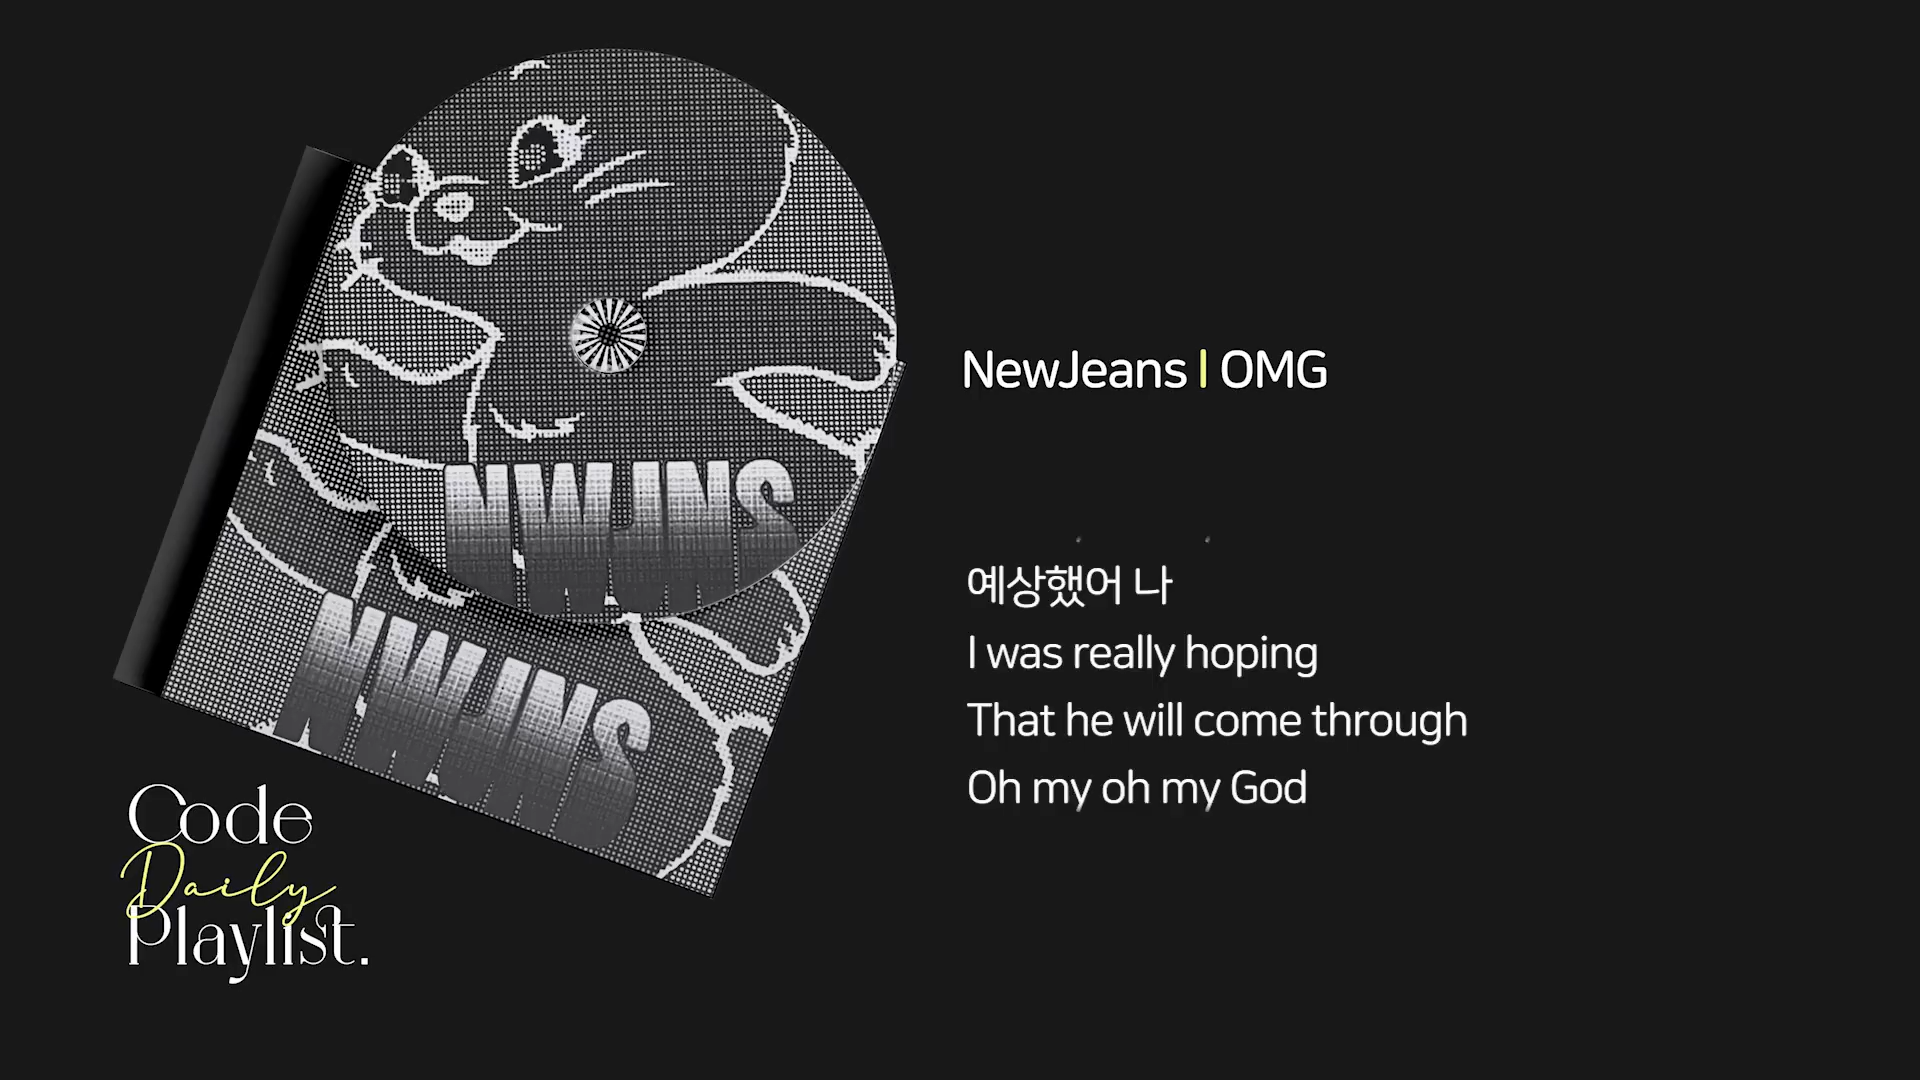 NWJNS
NWJNS
NewJeans | OMG
예상했어 나
I was really hoping
That he will come through
Oh my oh my God
Code
Daily
Playlist.